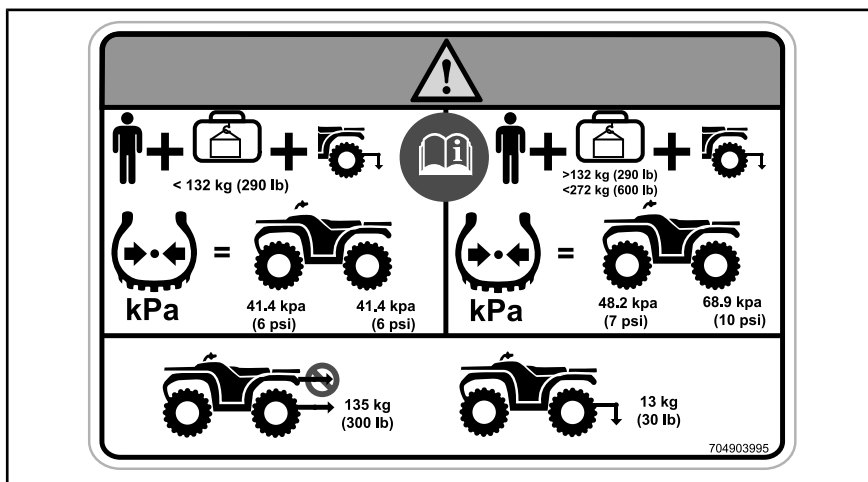 < 132 kg (290 lb)
kPa
=
41.4 kpa
(6 psi)
41.4 kpa
(6 psi)
i
>132 kg (290 lb)
<272 kg (600 lb)
kPa
=
48.2 kpa
(7 psi)
68.9 kpa
(10 psi)
135 kg
(300 lb)
13 kg
(30 lb)
704903995